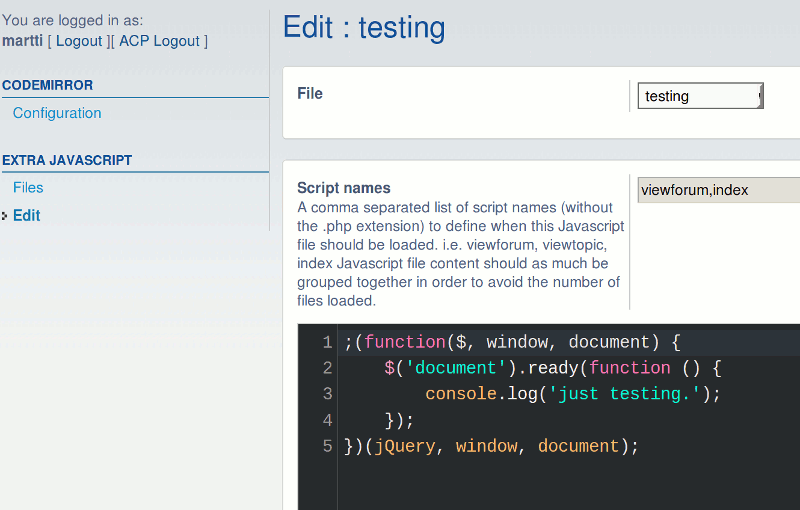 You are logged in as:
martti [ Logout ][ ACP Logout ]
CODEMIRROR
Configuration
EXTRA JAVASCRIPT
Files
Edit
Edit : testing
File
testing
Script names
A comma separated list of script names (without
the .php extension) to define when this Javascript
file should be loaded. i.e. viewforum, viewtopic,
index Javascript file content should as much be
grouped together in order to avoid the number of
files loaded.
viewforum,index
1 ;(function($, window, document) {
2     $('document').ready(function () {
3         console.log('just testing.');
4     });
5 })(jQuery, window, document);